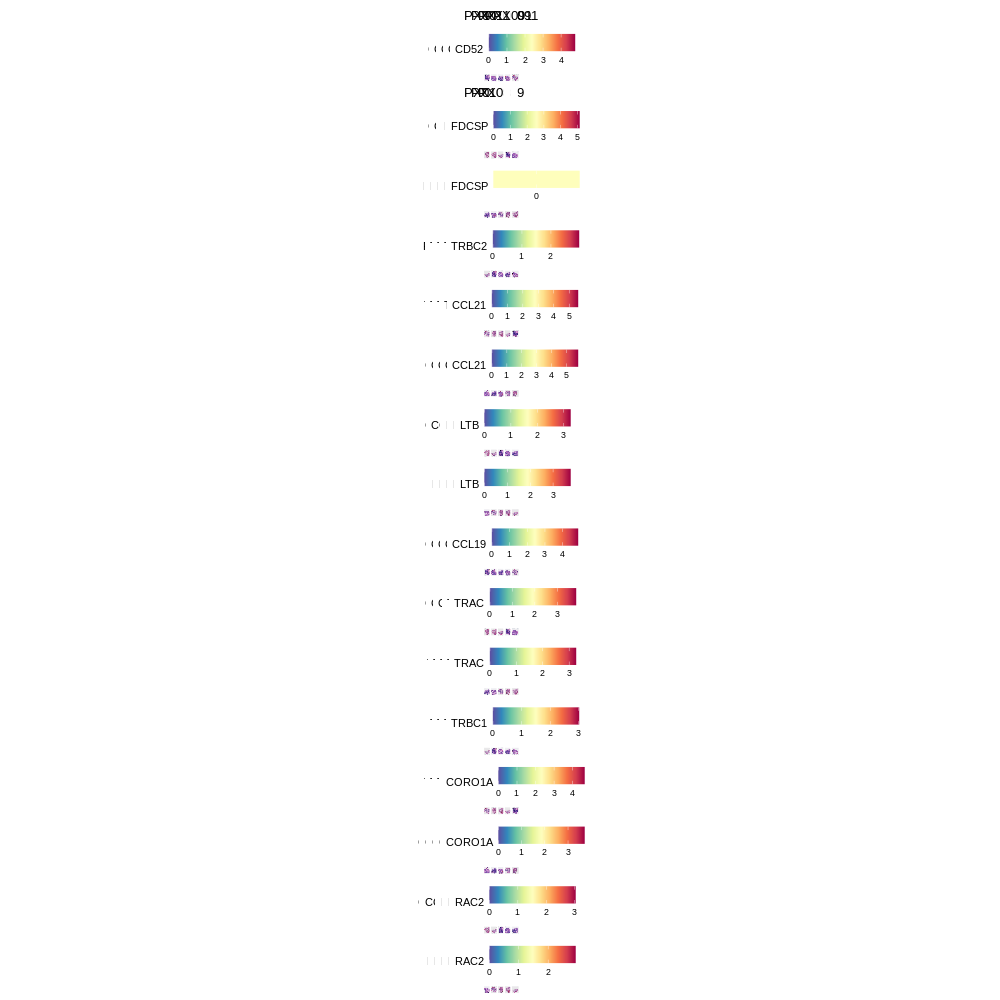 CD52
0 1 2 3 4
FDCSP
0 1 2 3 4 5
FDCSP
0
TRBC2
0 1 2
CCL21
0 1 2 3 4 5
CCL21
0 1 2 3 4 5
LTB
0 1 2 3
LTB
0 1 2 3
CCL19
0 1 2 3 4
TRAC
0 1 2 3
TRAC
0 1 2 3
TRBC1
0 1 2 3
CORO1A
0 1 2 3 4
CORO1A
0 1 2 3
RAC2
0 1 2 3
RAC2
0 1 2